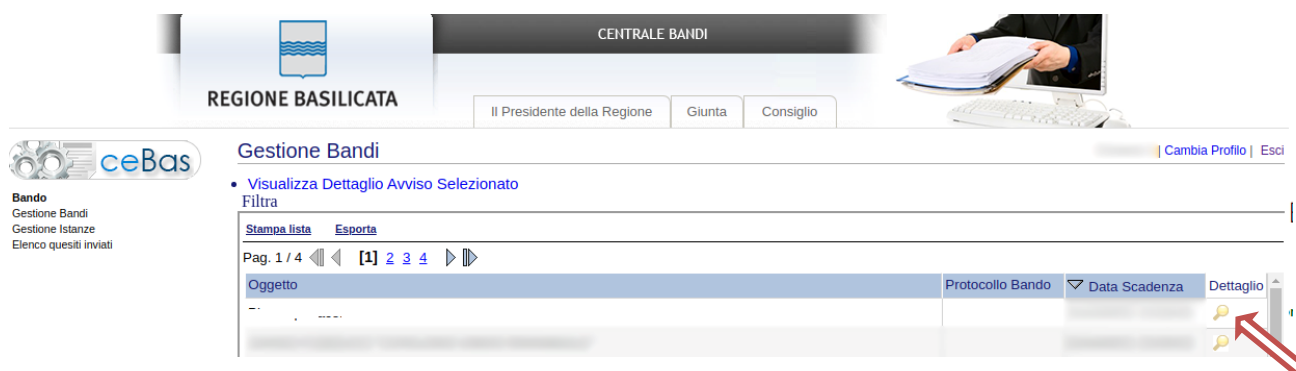 CENTRALE BANDI
REGIONE BASILICATA
Il Presidente della Regione Giunta Consiglio
ceBas
Gestione Bandi
| Cambia Profilo | Esci
Visualizza Dettaglio Avviso Selezionato
Bando
Filtra
Gestione Bandi
Gestione Istanze
Stampa lista Esporta
Elenco quesiti inviati
Pag. 1 / 4 [1] 2 3 4
Oggetto Protocollo Bando Data Scadenza Dettaglio